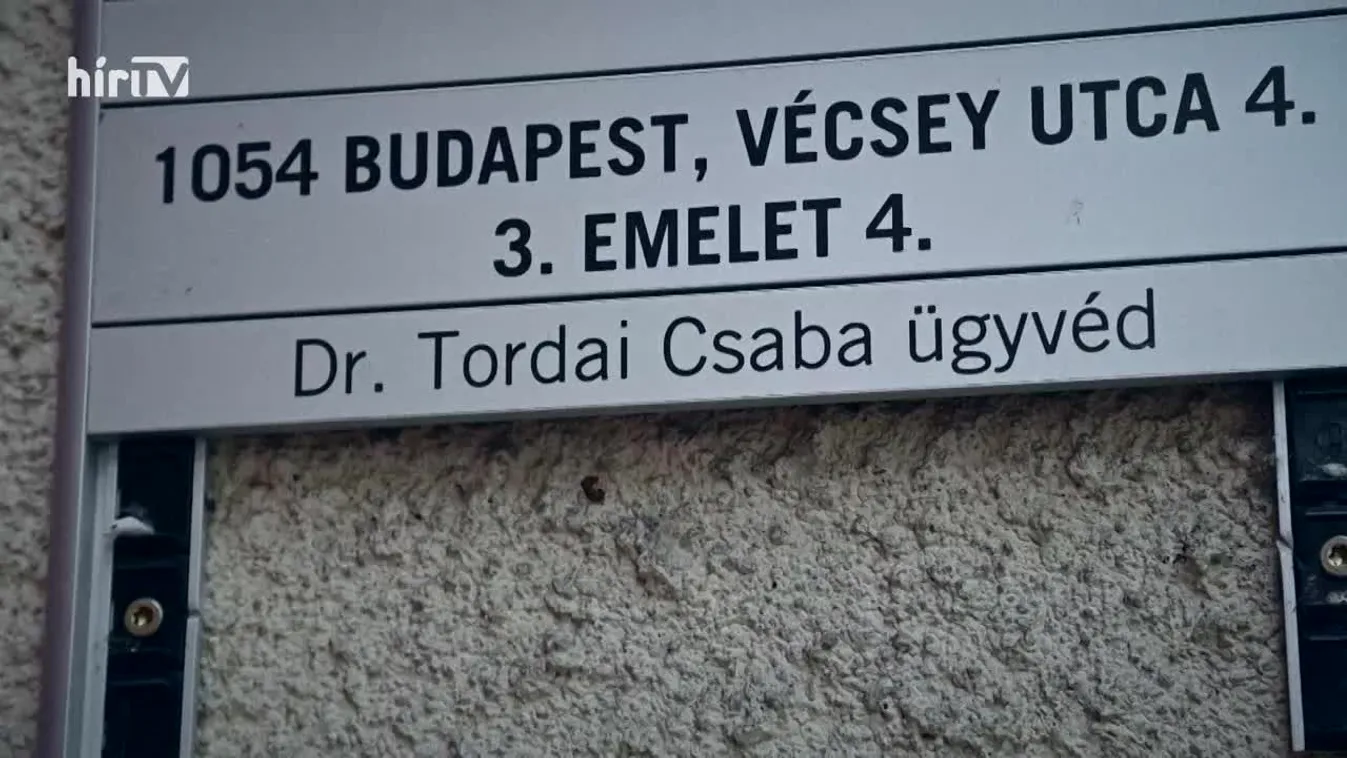 hírTV
1054 BUDAPEST, VÉCSEY UTCA 4.
3. EMELET 4.
Dr. Tordai Csaba ügyvéd